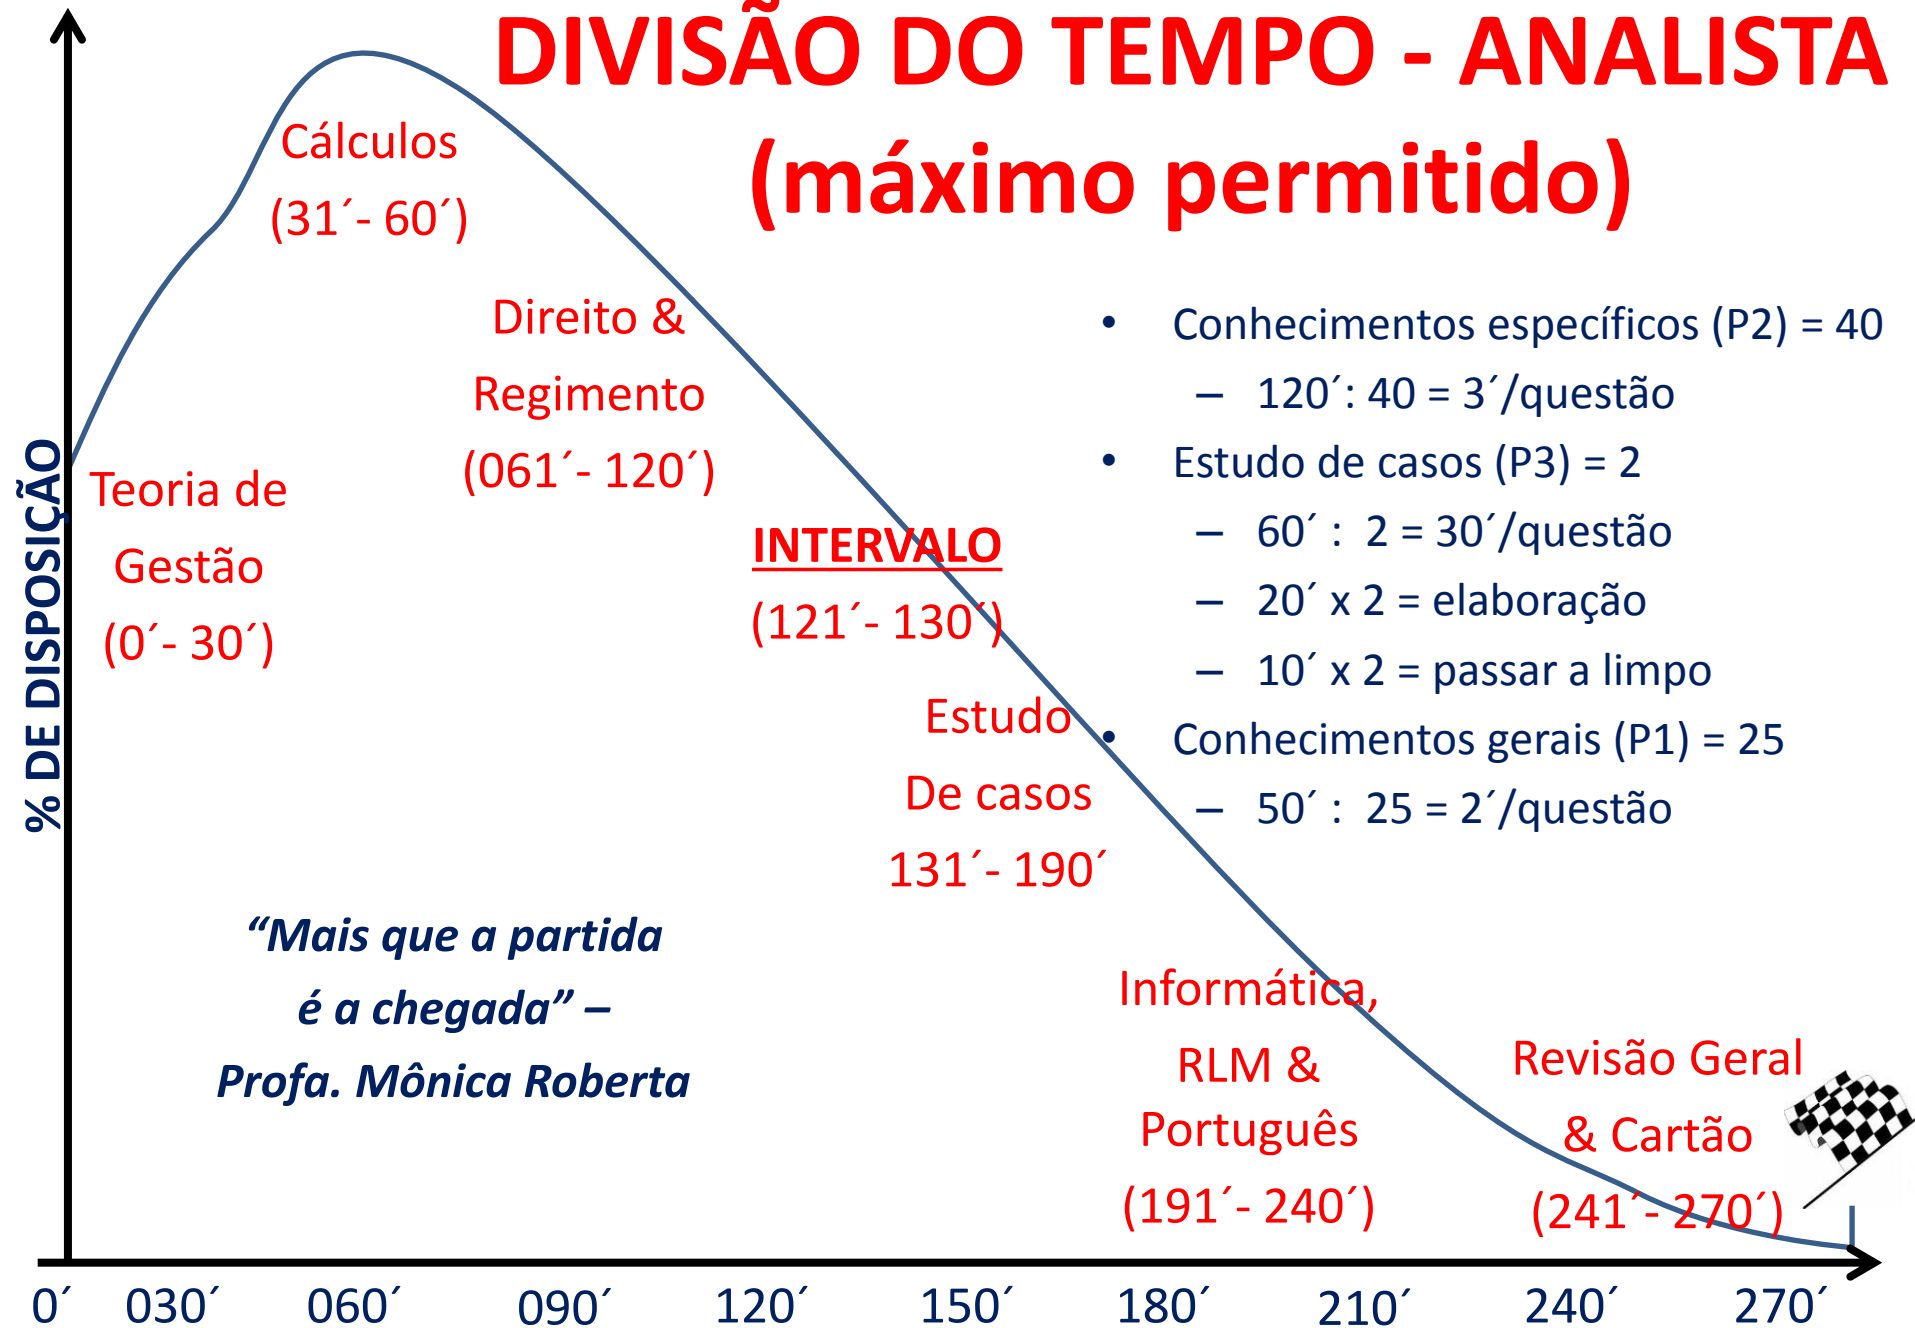 DIVISÃO DO TEMPO - ANALISTA
(máximo permitido)
% DE DISPOSIÇÃO
Cálculos
(31´- 60´)
Direito &
Regimento
(061´- 120´)
Teoria de
Gestão
(0´- 30´)
INTERVALO
(121´- 130´)
Estudo
De casos
131´- 190´
Informática,
RLM &
Português
(191´- 240´)
Revisão Geral
& Cartão
(241´- 270´)
• Conhecimentos específicos (P2) = 40
– 120´: 40 = 3´/questão
• Estudo de casos (P3) = 2
– 60´ : 2 = 30´/questão
– 20´ x 2 = elaboração
– 10´ x 2 = passar a limpo
• Conhecimentos gerais (P1) = 25
– 50´ : 25 = 2´/questão
“Mais que a partida
é a chegada” –
Profa. Mônica Roberta
0´ 030´ 060´ 090´ 120´ 150´ 180´ 210´ 240´ 270´